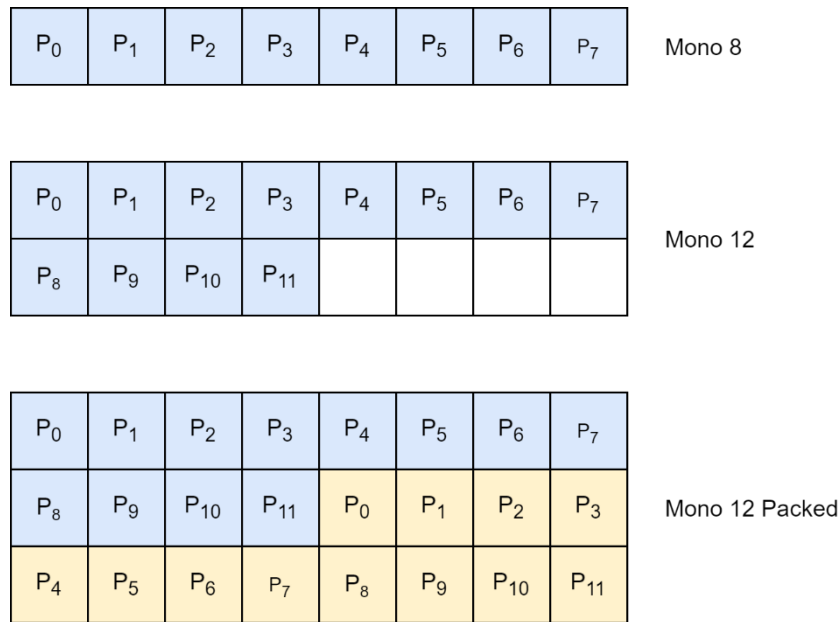 P₀ P₁ P₂ P₃ P₄ P₅ P₆ P₇ Mono 8
P₀ P₁ P₂ P₃ P₄ P₅ P₆ P₇
Mono 12
P₈ P₉ P₁₀ P₁₁
P₀ P₁ P₂ P₃ P₄ P₅ P₆ P₇
P₈ P₉ P₁₀ P₁₁ P₀ P₁ P₂ P₃ Mono 12 Packed
P₄ P₅ P₆ P₇ P₈ P₉ P₁₀ P₁₁